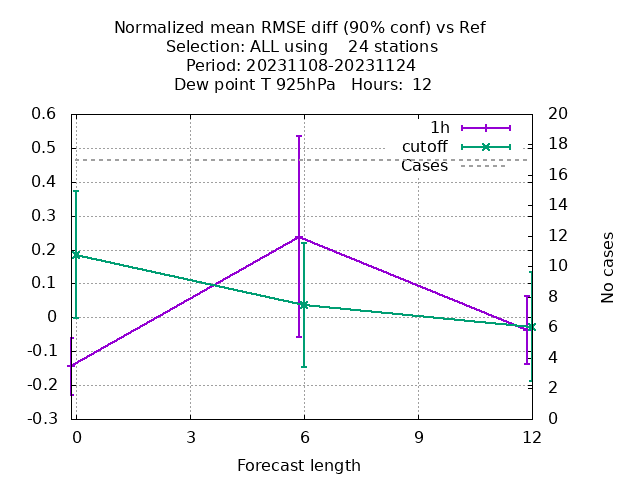 Normalized mean RMSE diff (90% conf) vs Ref
Selection: ALL using    24 stations
Period: 20231108-20231124
Dew point T 925hPa   Hours:  12
0.6
0.5
0.4
0.3
0.2
0.1
0
-0.1
-0.2
-0.3
20
18
16
14
12
10
8
6
4
2
0
1h
cutoff
Cases
No cases
0
3
6
9
12
Forecast length